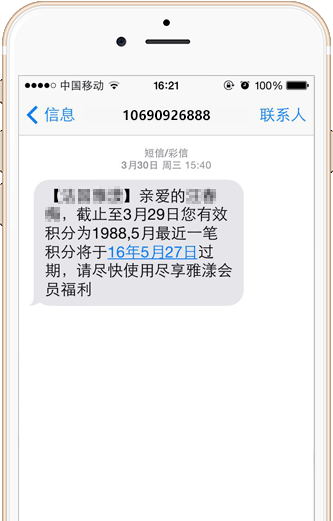 中国移动 16:21 100%
信息 10690926888 联系人
短信/彩信
3月30日 周三 15:40
【】亲爱的
，截止至3月29日您有效
积分为1988,5月最近一笔
积分将于16年5月27日过
期，请尽快使用尽享雅漾会
员福利